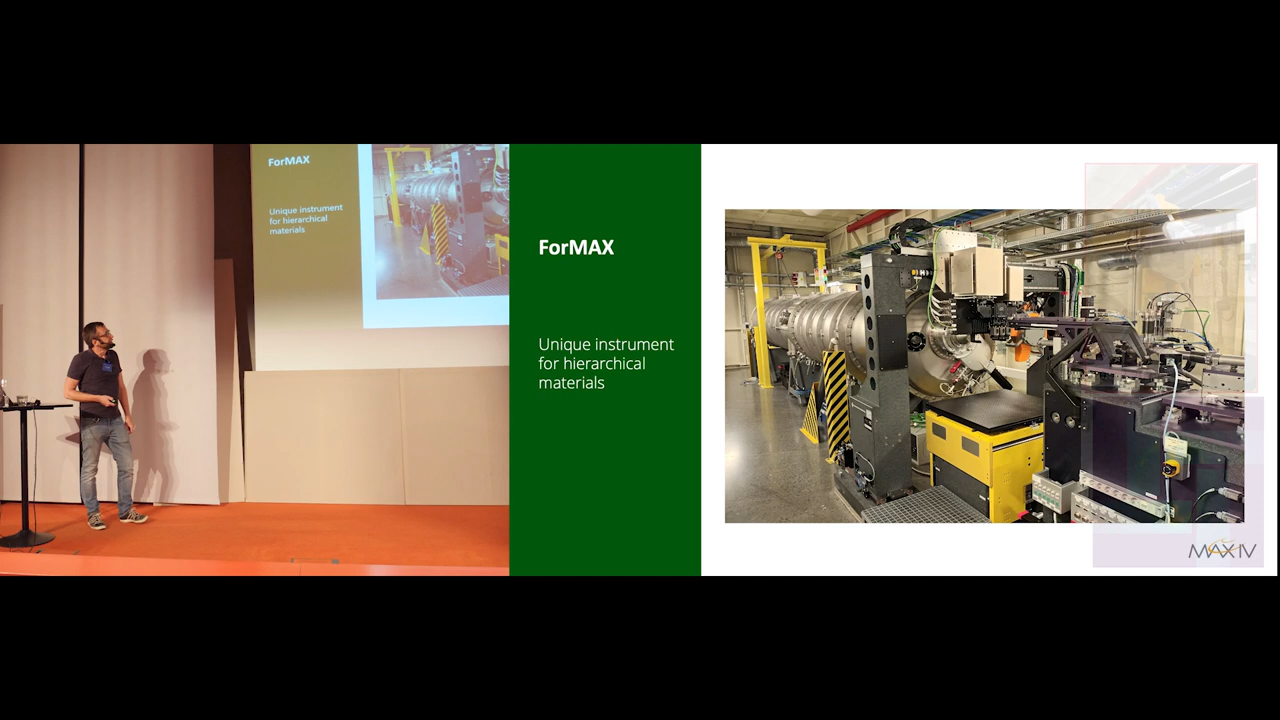 ForMAX
Unique instrument
for hierarchical
materials
ForMAX
Unique instrument
for hierarchical
materials
MAX IV